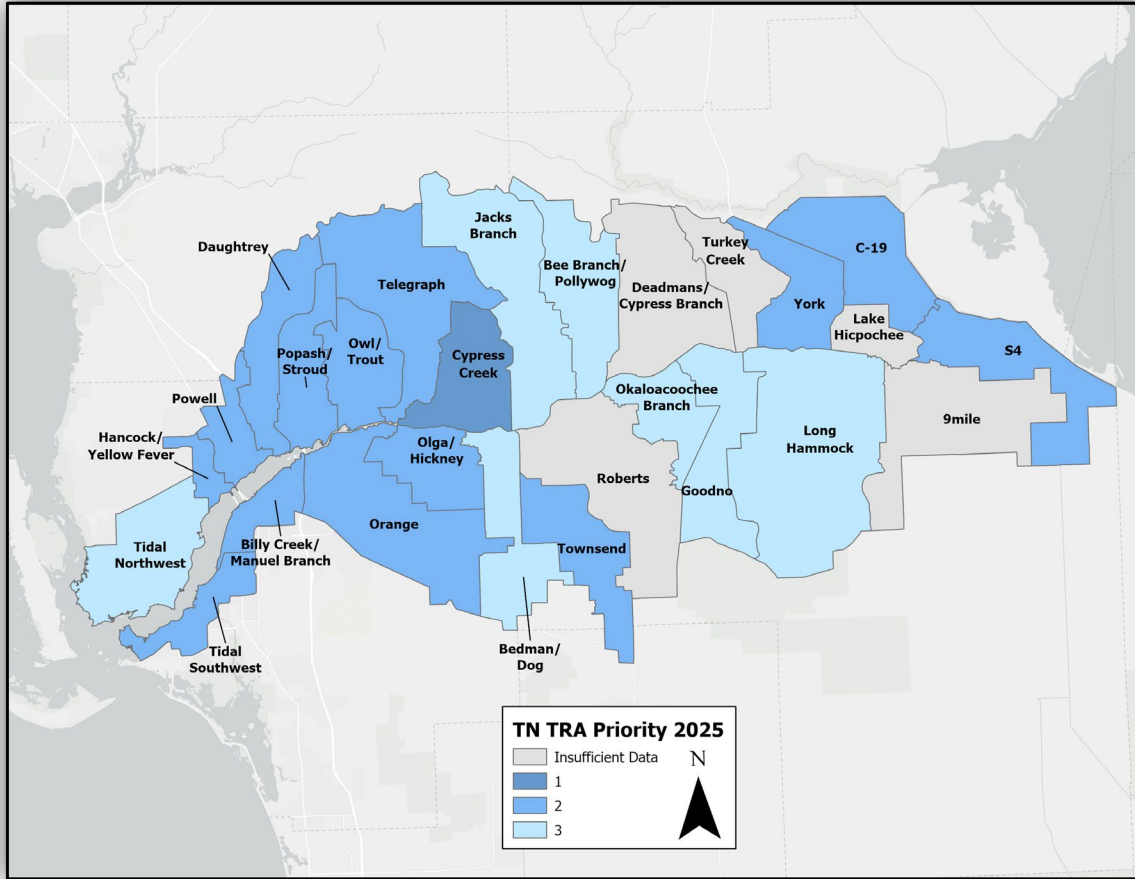 Jacks
Branch
Daughtrey
C-19
Turkey
Creek
Bee Branch/
Pollywog
Telegraph
Deadmans/
Cypress Branch
York
Lake
Hicpochee
Owl/
Trout
Popash/
Stroud
Cypress
Creek
S4
Okaloacoochee
Branch
Powell
9mile
Hancock/
Yellow Fever
Olga/
Hickney
Long
Hammock
Roberts
Goodno
Orange
Tidal
Northwest
Billy Creek/
Manuel Branch
Townsend
Tidal
Southwest
Bedman/
Dog
TN TRA Priority 2025
Insufficient Data
N
1
2
3